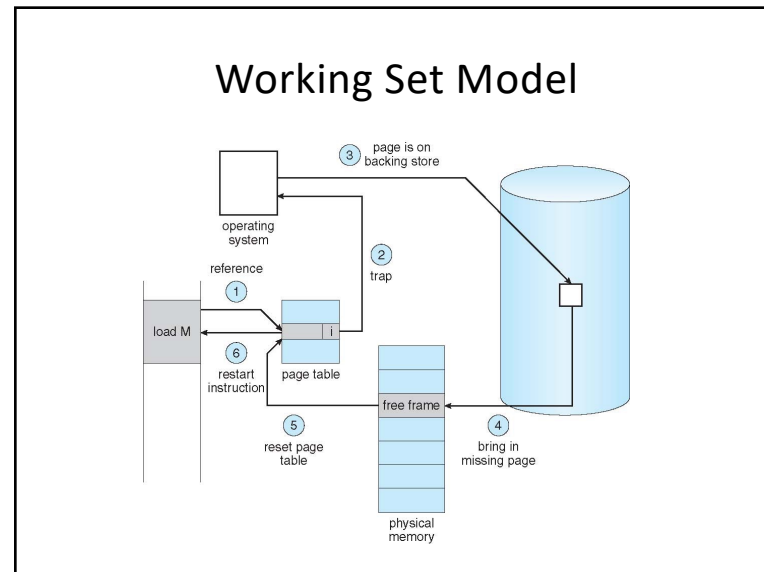 Working Set Model
3
page is on
backing store
operating
system
2
trap
reference
1
load M
i
6
restart
instruction
page table
free frame
5
reset page
table
4
bring in
missing page
physical
memory